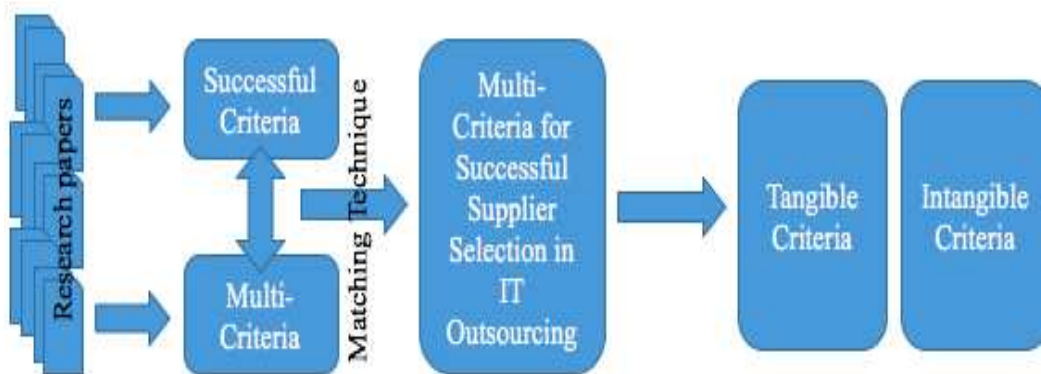 Research papers
Successful
Criteria
Multi-
Criteria
Matching Technique
Multi-
Criteria for
Successful
Supplier
Selection in
IT
Outsourcing
Tangible
Criteria
Intangible
Criteria